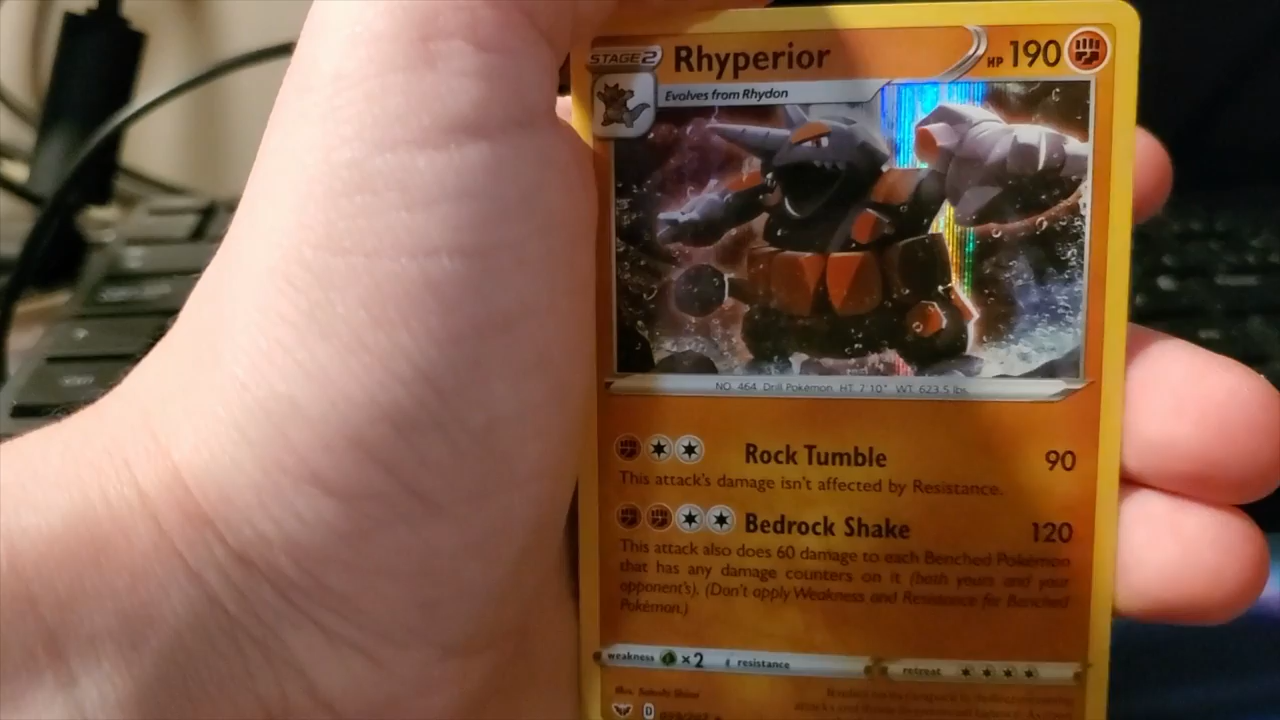 STAGE2 Rhyperior HP 190
Evolves from Rhydon
NO. 464 Drill Pokémon HT 7'10" WT 623.5 lbs.
Rock Tumble 90
This attack's damage isn't affected by Resistance.
Bedrock Shake 120
This attack also does 60 damage to each Benched Pokémon
that has any damage counters on it (both yours and your
opponent's). (Don't apply Weakness and Resistance for Benched
Pokémon.)
weakness ×2 resistance retreat
Illus.
D